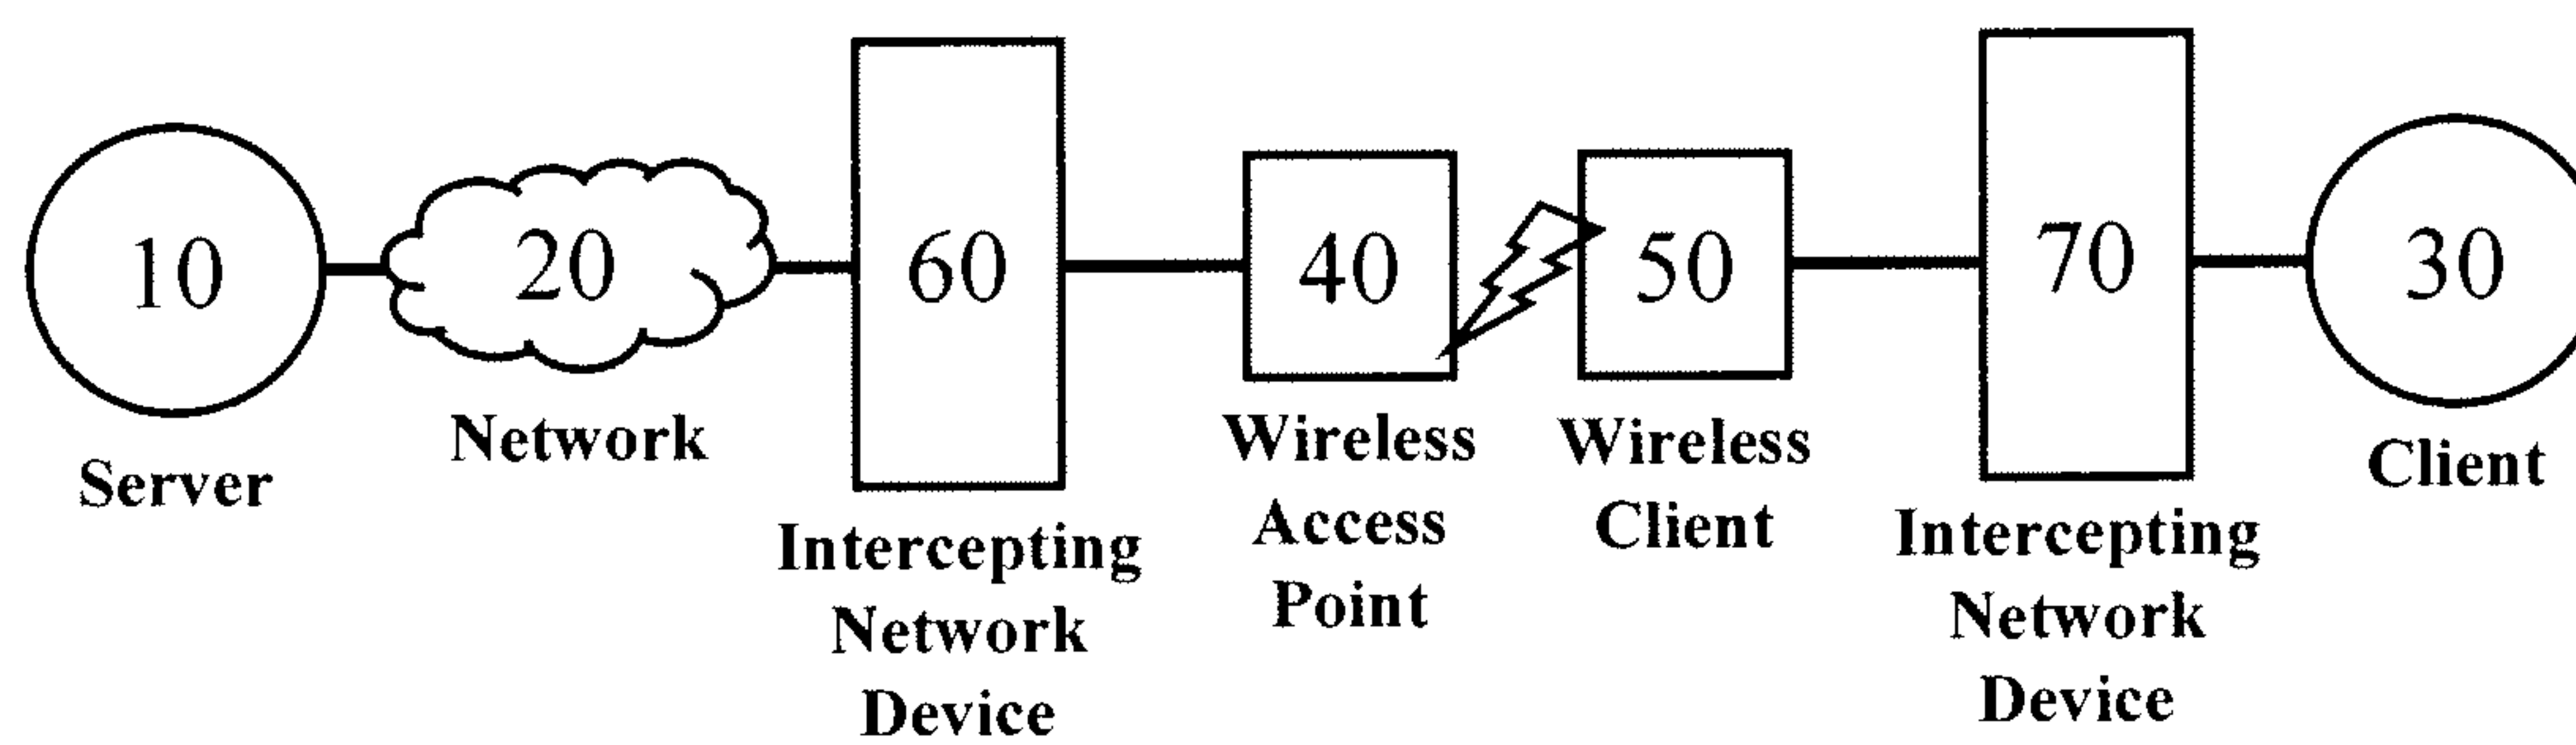 10
20
60
40
50
70
30
Server
Network
Intercepting
Network
Device
Wireless
Access
Point
Wireless
Client
Intercepting
Network
Device
Client